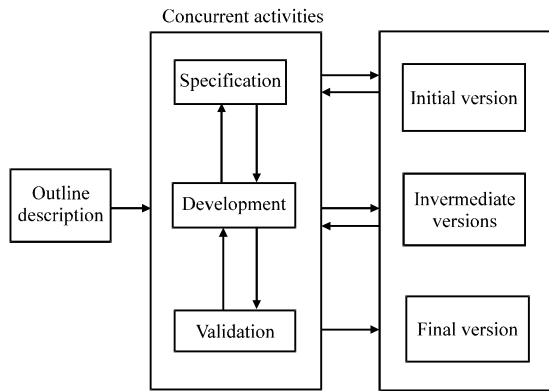 Concurrent activities
Specification
Initial version
Outline
description
Development
Invermediate
versions
Validation
Final version